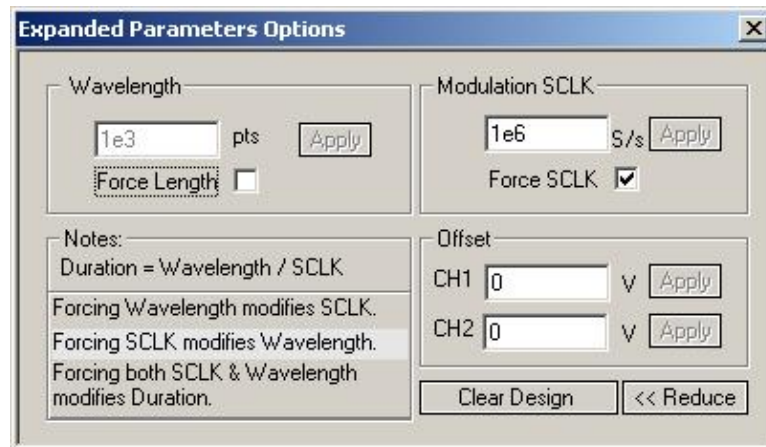 Expanded Parameters Options
Wavelength
1e3 pts Apply
Force Length
Notes:
Duration = Wavelength / SCLK
Forcing Wavelength modifies SCLK.
Forcing SCLK modifies Wavelength.
Forcing both SCLK & Wavelength
modifies Duration.
Modulation SCLK
1e6 S/s Apply
Force SCLK
Offset
CH1 0 V Apply
CH2 0 V Apply
Clear Design << Reduce